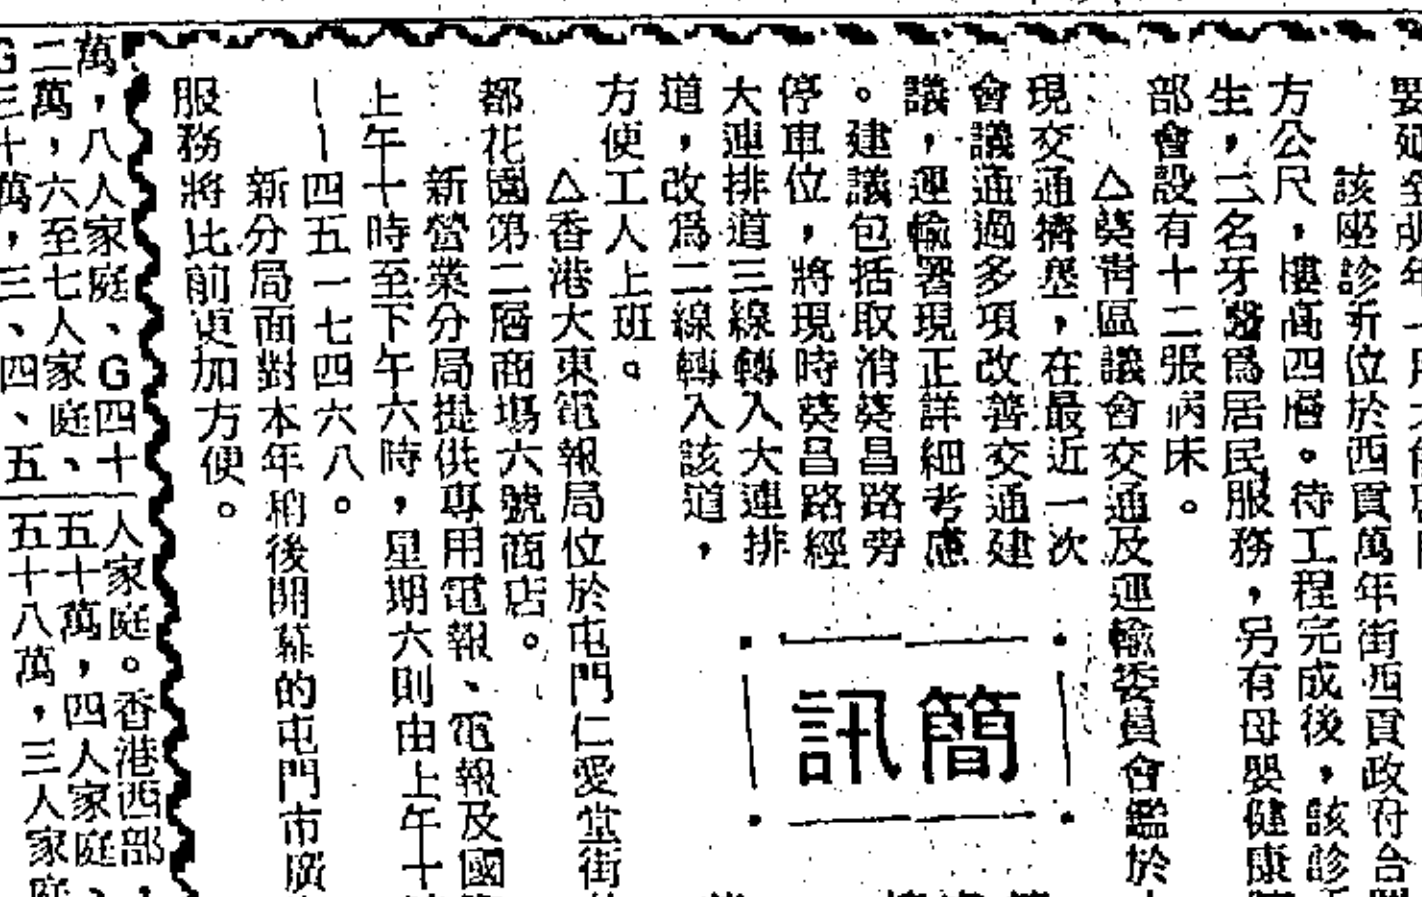 要延至明年一
該座診所位於西貢萬年街西貢政府合
方公尺，樓高四層。待工程完成後，該診
生，二名牙醫爲居民服務，另有母嬰健康
部會設有十二張病床。
簡訊
△葵青區議會交通及運輸委員會鑑於
現交通擠塞，在最近一次
會議通過多項改善交通建
議，運輸署現正詳細考慮
。建議包括取消葵昌路旁
停車位，將現時葵昌路經
大連排道三線轉入大連排
道，改爲二線轉入該道，
方便工人上班。
△香港大東電報局位於屯門仁愛堂街
都花園第二層商場六號商店。
新營業分局提供專用電報、電報及國
上午十時至下午六時，星期六則由上午十
——四五一七四六八。
新分局面對本年稍後開幕的屯門市廣
服務將比前更加方便。
萬，八人家庭、G四十
二萬，六至七人家庭、
G三十萬，三、四、五
人家庭。香港西部，
五十萬，四人家庭、
五十八萬，三人家庭